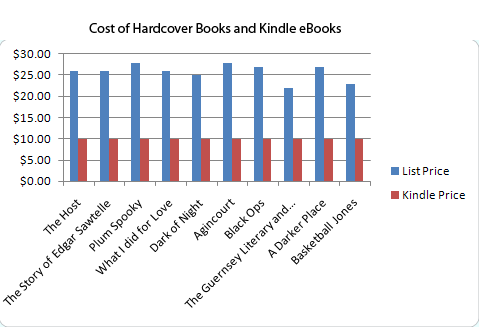 Cost of Hardcover Books and Kindle eBooks
$30.00
$25.00
$20.00
$15.00
$10.00
$5.00
$0.00
The Host
The Story of Edgar Sawtelle
Plum Spooky
What I did for Love
Dark of Night
Agincourt
Black Ops
The Guernsey Literary and...
A Darker Place
Basketball Jones
List Price
Kindle Price